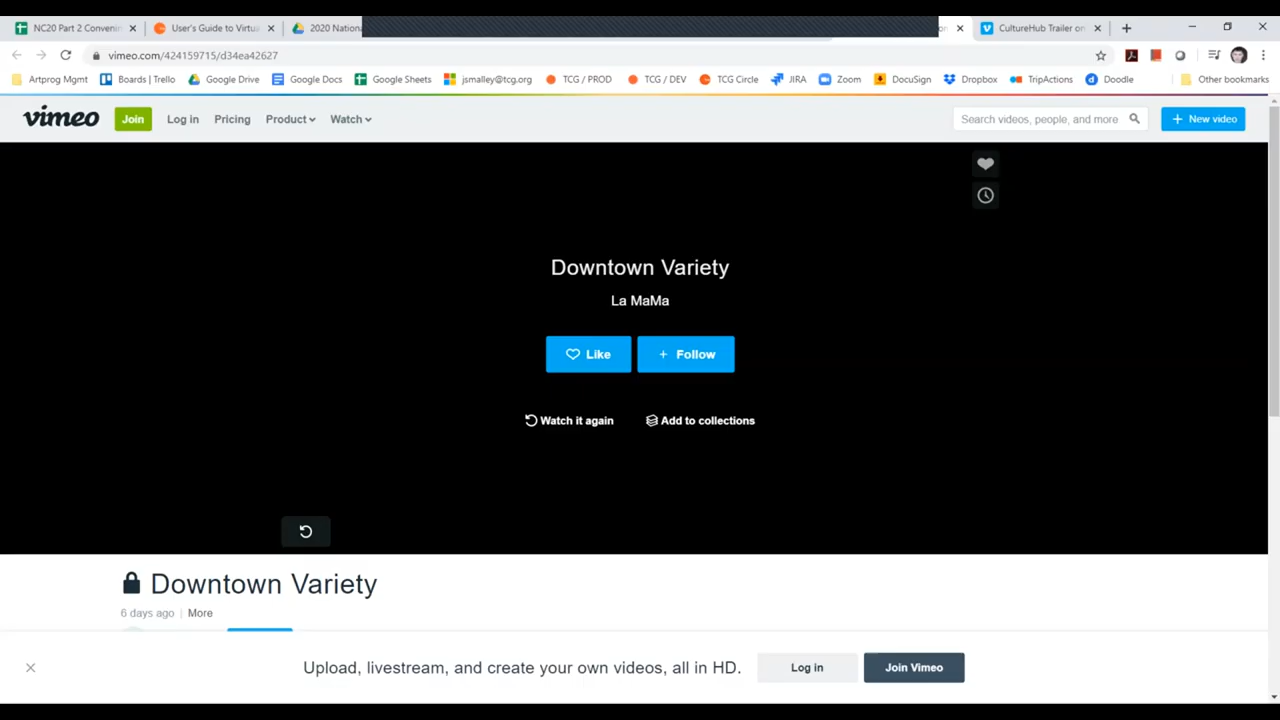 NC20 Part 2 Convenin
User's Guide to Virtua
2020 Nationa
on
CultureHub Trailer on
vimeo.com/424159715/d34ea42627
Artprog Mgmt
Boards | Trello
Google Drive
Google Docs
Google Sheets
jsmalley@tcg.org
TCG / PROD
TCG / DEV
TCG Circle
JIRA
Zoom
DocuSign
Dropbox
TripActions
Doodle
Other bookmarks
vimeo
Join
Log in
Pricing
Product
Watch
Search videos, people, and more
+ New video
Downtown Variety
La MaMa
Like
+ Follow
Watch it again
Add to collections
Downtown Variety
6 days ago | More
Upload, livestream, and create your own videos, all in HD.
Log in
Join Vimeo